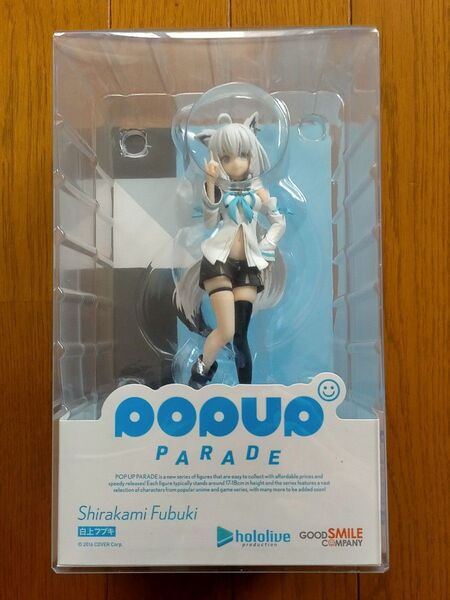 POPUP
PARADE
POP UP PARADE is a new series of figures that are easy to collect with affordable prices and
speedy releases! Each figure typically stands around 17-18cm in height and the series features a vast
selection of characters from popular anime and game series, with many more to be added soon!
Shirakami Fubuki
白上フブキ
© 2016 COVER Corp.
hololive
production
GOOD SMILE
COMPANY